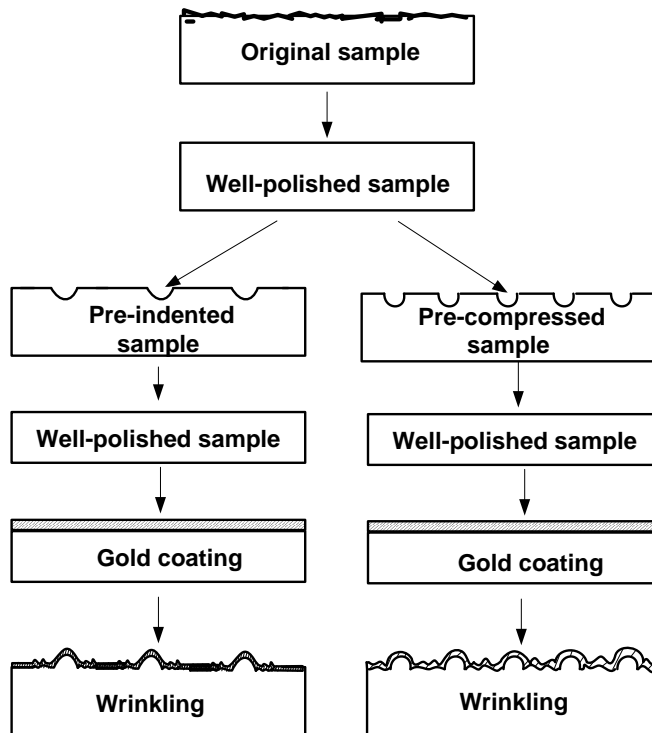 Original sample
Well-polished sample
Pre-indented
sample
Pre-compressed
sample
Well-polished sample
Well-polished sample
Gold coating
Gold coating
Wrinkling
Wrinkling